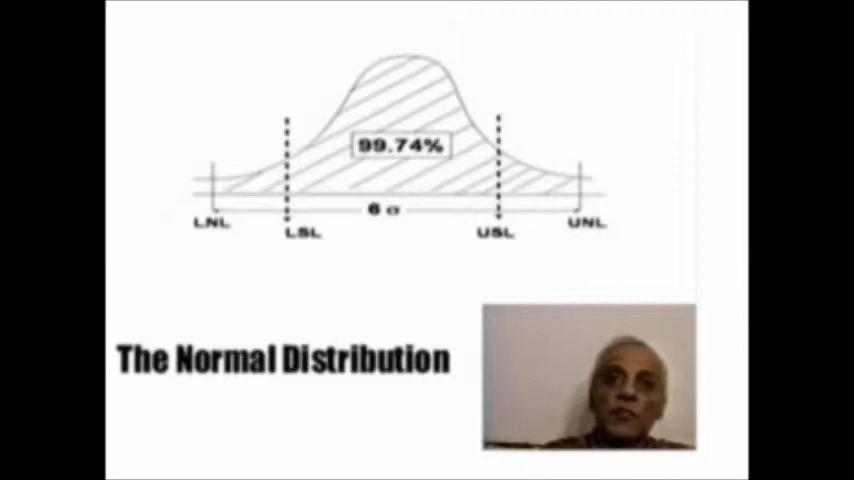 99.74%
6 σ
LNL
UNL
LSL
USL
The Normal Distribution